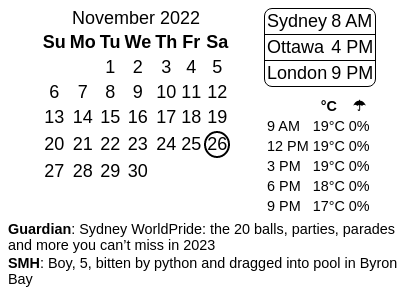 November 2022
Su Mo Tu We Th Fr Sa
1 2 3 4 5
6 7 8 9 10 11 12
13 14 15 16 17 18 19
20 21 22 23 24 25 26
27 28 29 30
Sydney 8 AM
Ottawa 4 PM
London 9 PM
°C ☂
9 AM 19°C 0%
12 PM 19°C 0%
3 PM 19°C 0%
6 PM 18°C 0%
9 PM 17°C 0%
Guardian: Sydney WorldPride: the 20 balls, parties, parades
and more you can’t miss in 2023
SMH: Boy, 5, bitten by python and dragged into pool in Byron
Bay